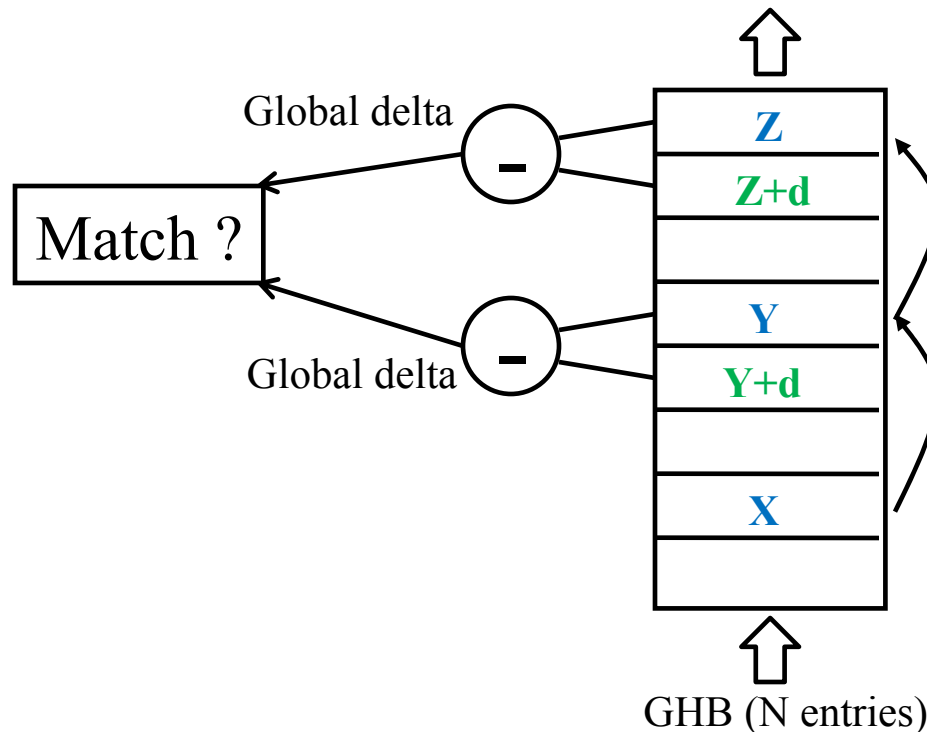 Global delta
-
Z
Z+d
Match ?
-
Y
Global delta
Y+d
X
GHB (N entries)